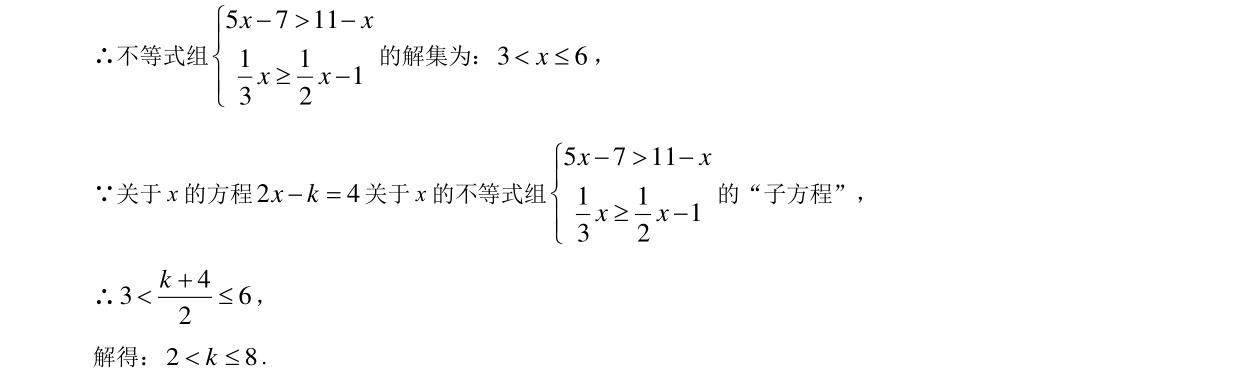 ∴不等式组 { 5x－7＞11－x ; 1/3 x ≥ 1/2 x－1 的解集为：3＜x≤6，
∵关于 x 的方程 2x－k＝4 关于 x 的不等式组 { 5x－7＞11－x ; 1/3 x ≥ 1/2 x－1 的“子方程”，
∴3＜(k＋4)/2≤6，
解得：2＜k≤8．